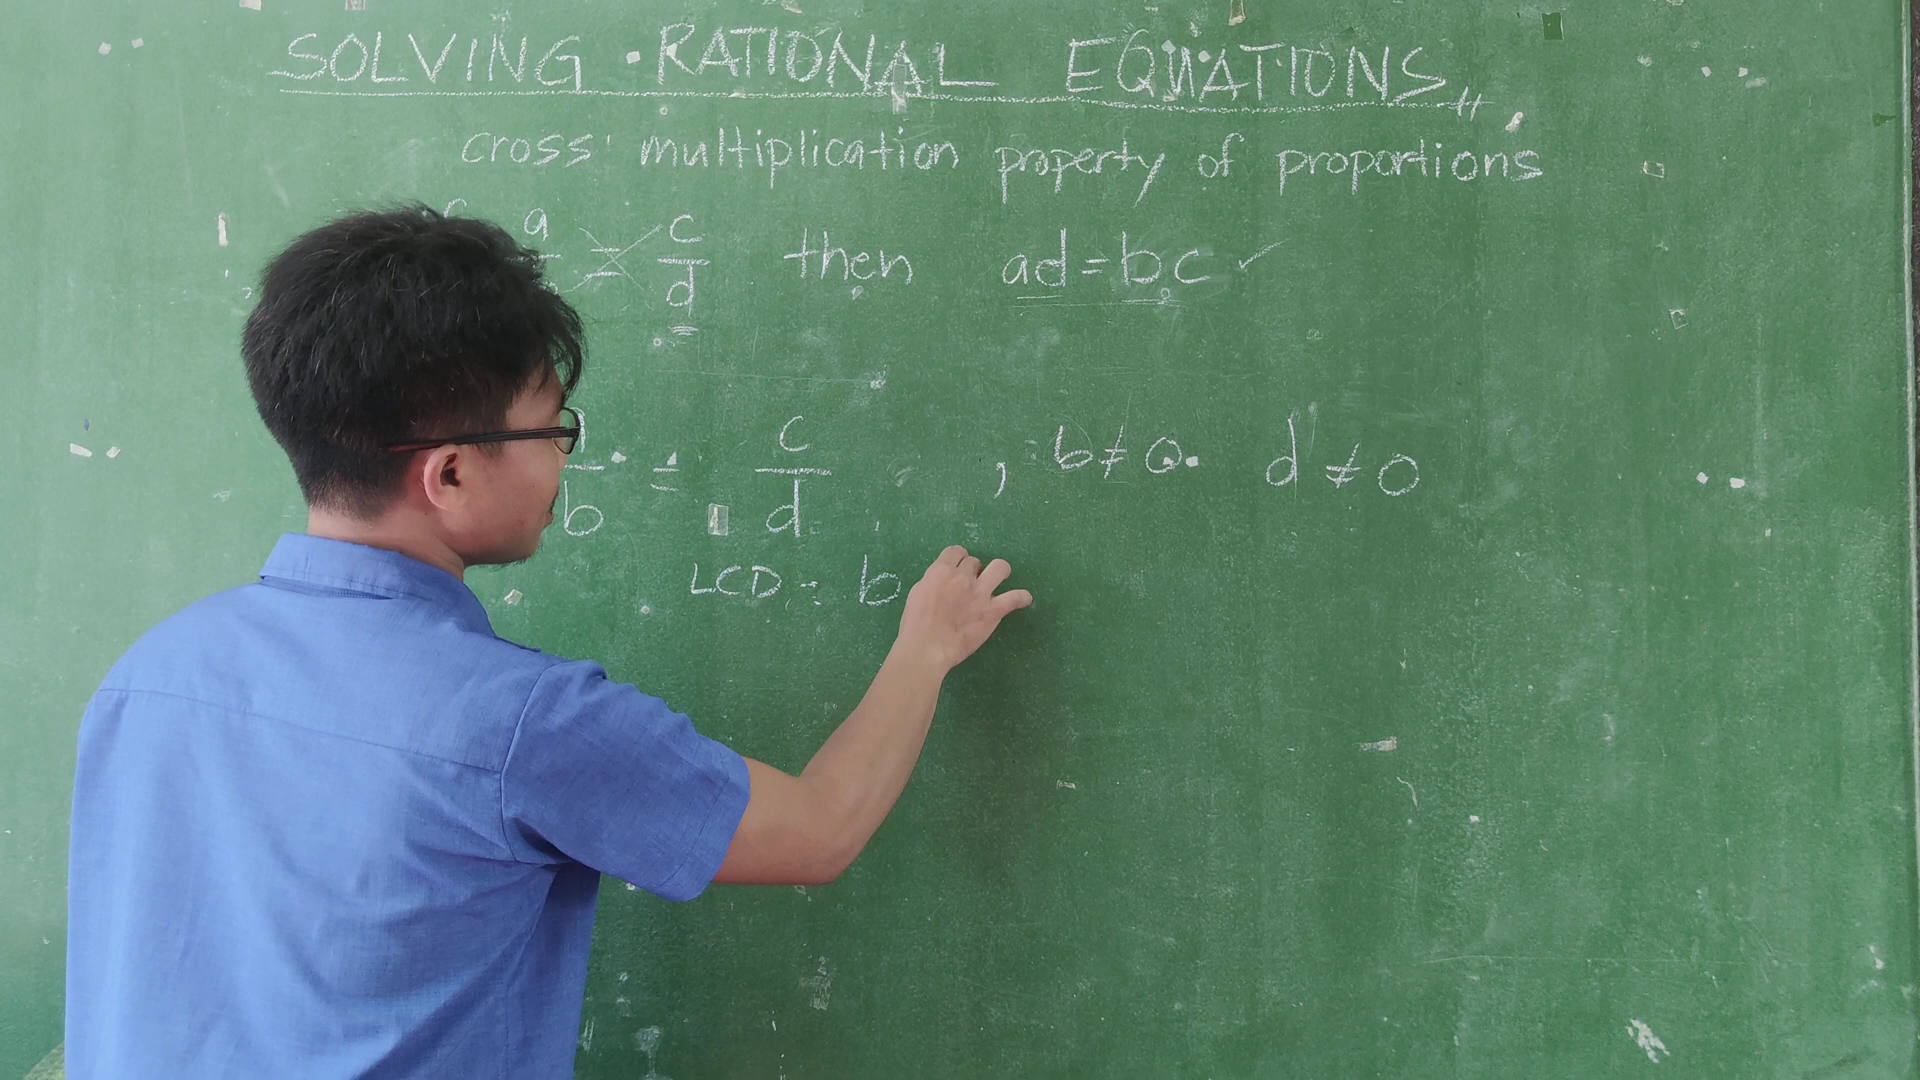 SOLVING RATIONAL EQUATIONS
cross multiplication property of proportions
a = c then ad = bc ✓
d
c
b = d , b ≠ 0 d ≠ 0
LCD = b